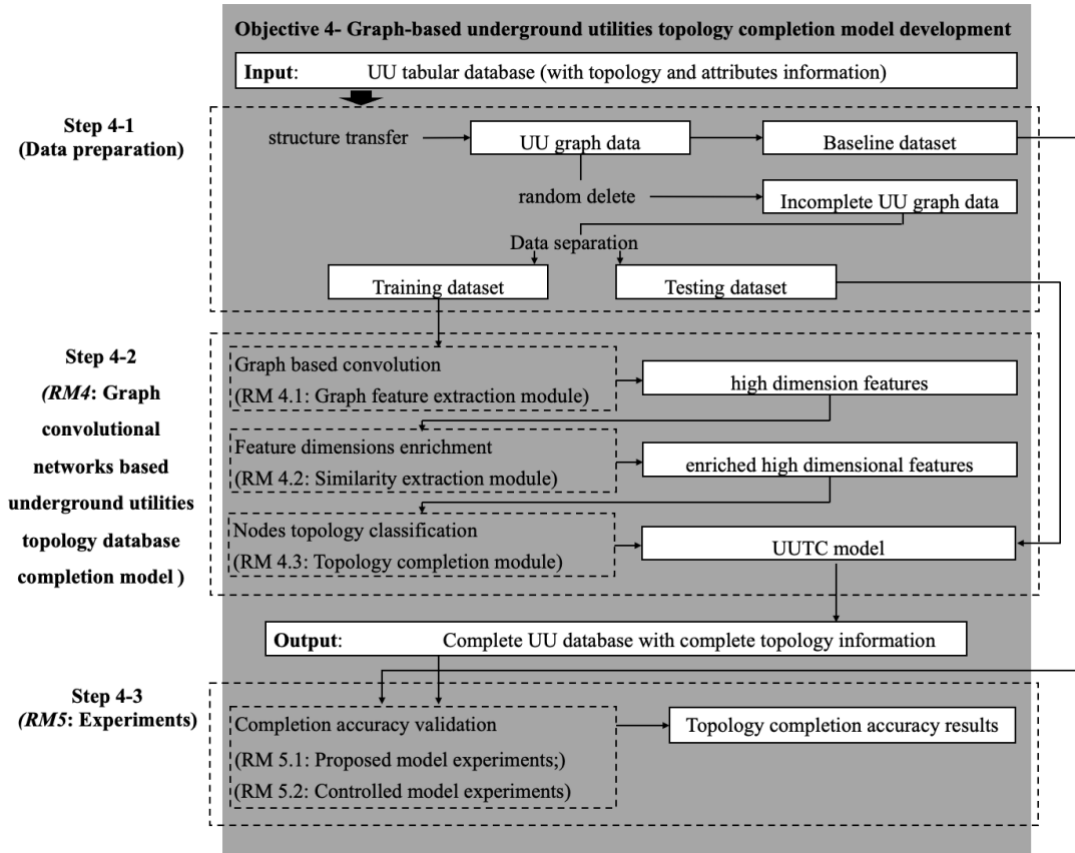 Objective 4- Graph-based underground utilities topology completion model development
Input: UU tabular database (with topology and attributes information)
Step 4-1
(Data preparation)
structure transfer
UU graph data
Baseline dataset
random delete
Incomplete UU graph data
Data separation
Training dataset
Testing dataset
Step 4-2
(RM4: Graph
convolutional
networks based
underground utilities
topology database
completion model )
Graph based convolution
(RM 4.1: Graph feature extraction module)
high dimension features
Feature dimensions enrichment
(RM 4.2: Similarity extraction module)
enriched high dimensional features
Nodes topology classification
(RM 4.3: Topology completion module)
UUTC model
Output: Complete UU database with complete topology information
Step 4-3
(RM5: Experiments)
Completion accuracy validation
(RM 5.1: Proposed model experiments;)
(RM 5.2: Controlled model experiments)
Topology completion accuracy results